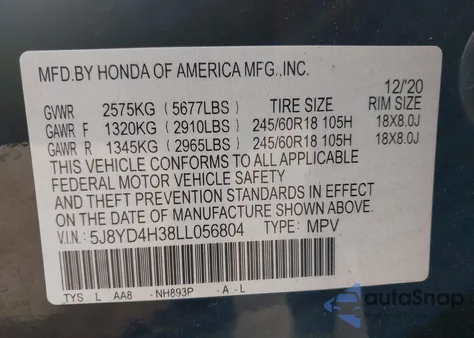 MFD.BY HONDA OF AMERICA MFG.,INC.
12/'20
GVWR 2575KG (5677LBS) TIRE SIZE RIM SIZE
GAWR F 1320KG (2910LBS) 245/60R18 105H 18X8.0J
GAWR R 1345KG (2965LBS) 245/60R18 105H 18X8.0J
THIS VEHICLE CONFORMS TO ALL APPLICABLE
FEDERAL MOTOR VEHICLE SAFETY
AND THEFT PREVENTION STANDARDS IN EFFECT
ON THE DATE OF MANUFACTURE SHOWN ABOVE.
V.I.N.: 5J8YD4H38LL056804 TYPE: MPV
TYS L AA8 -NH893P -A-L
autoSnap